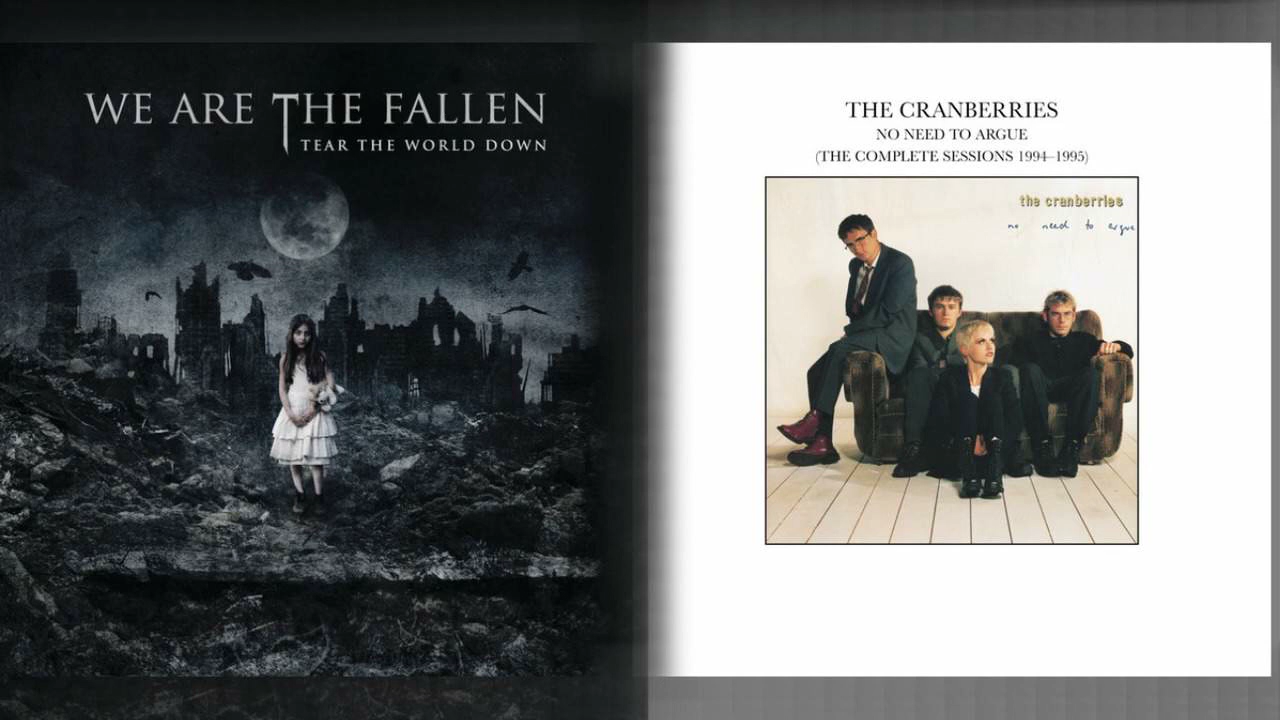 WE ARE THE FALLEN
TEAR THE WORLD DOWN
THE CRANBERRIES
NO NEED TO ARGUE
(THE COMPLETE SESSIONS 1994–1995)
the cranberries
no need to argue